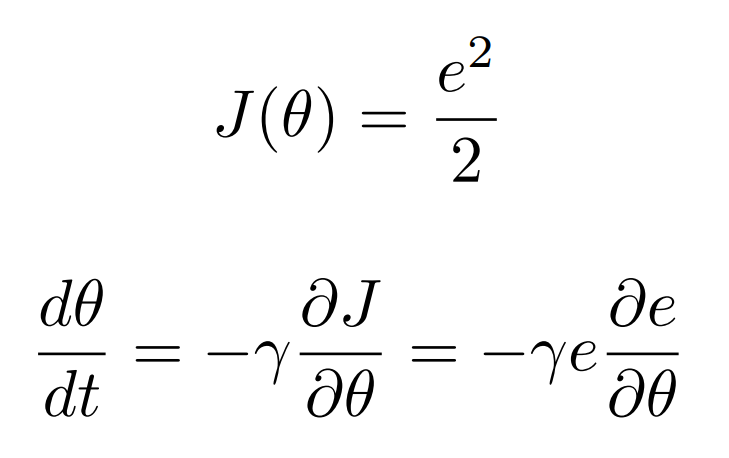 J(θ) = e²/2
dθ/dt = −γ ∂J/∂θ = −γe ∂e/∂θ